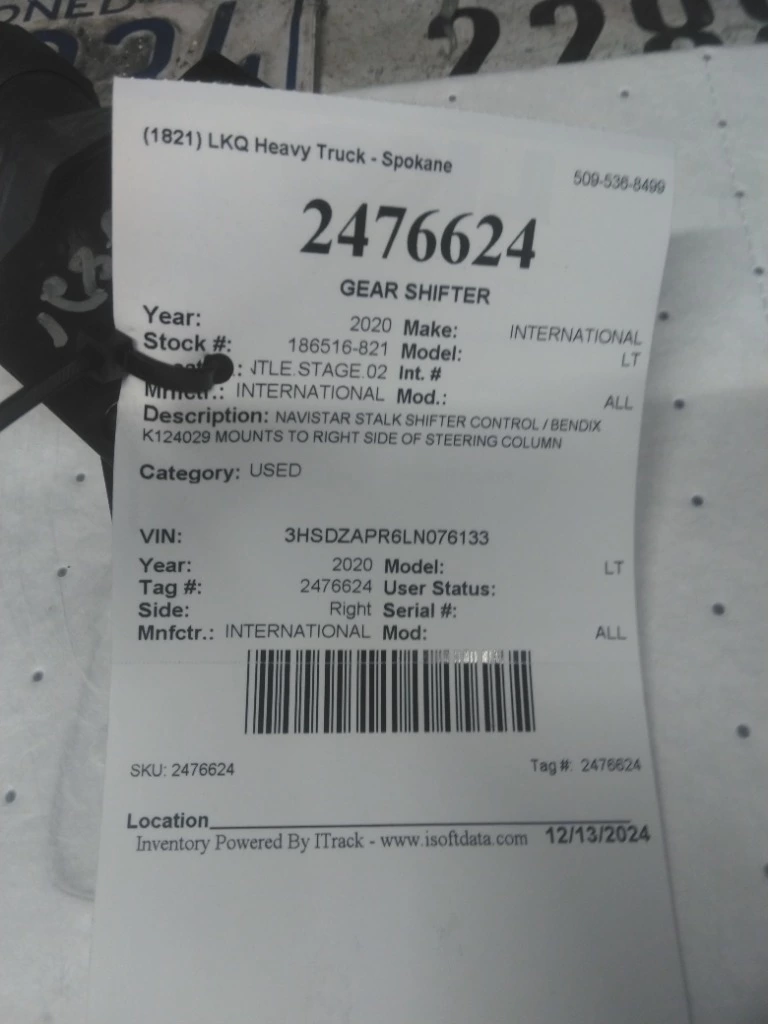 (1821) LKQ Heavy Truck - Spokane 509-536-8499
2476624
GEAR SHIFTER
Year: 2020 Make: INTERNATIONAL
Stock #: 186516-821 Model: LT
TLE.STAGE.02 Int. #
Mnfctr.: INTERNATIONAL Mod.: ALL
Description: NAVISTAR STALK SHIFTER CONTROL / BENDIX
K124029 MOUNTS TO RIGHT SIDE OF STEERING COLUMN
Category: USED
VIN: 3HSDZAPR6LN076133
Year: 2020 Model: LT
Tag #: 2476624 User Status:
Side: Right Serial #:
Mnfctr.: INTERNATIONAL Mod: ALL
SKU: 2476624 Tag #: 2476624
Location
Inventory Powered By ITrack - www.isoftdata.com 12/13/2024